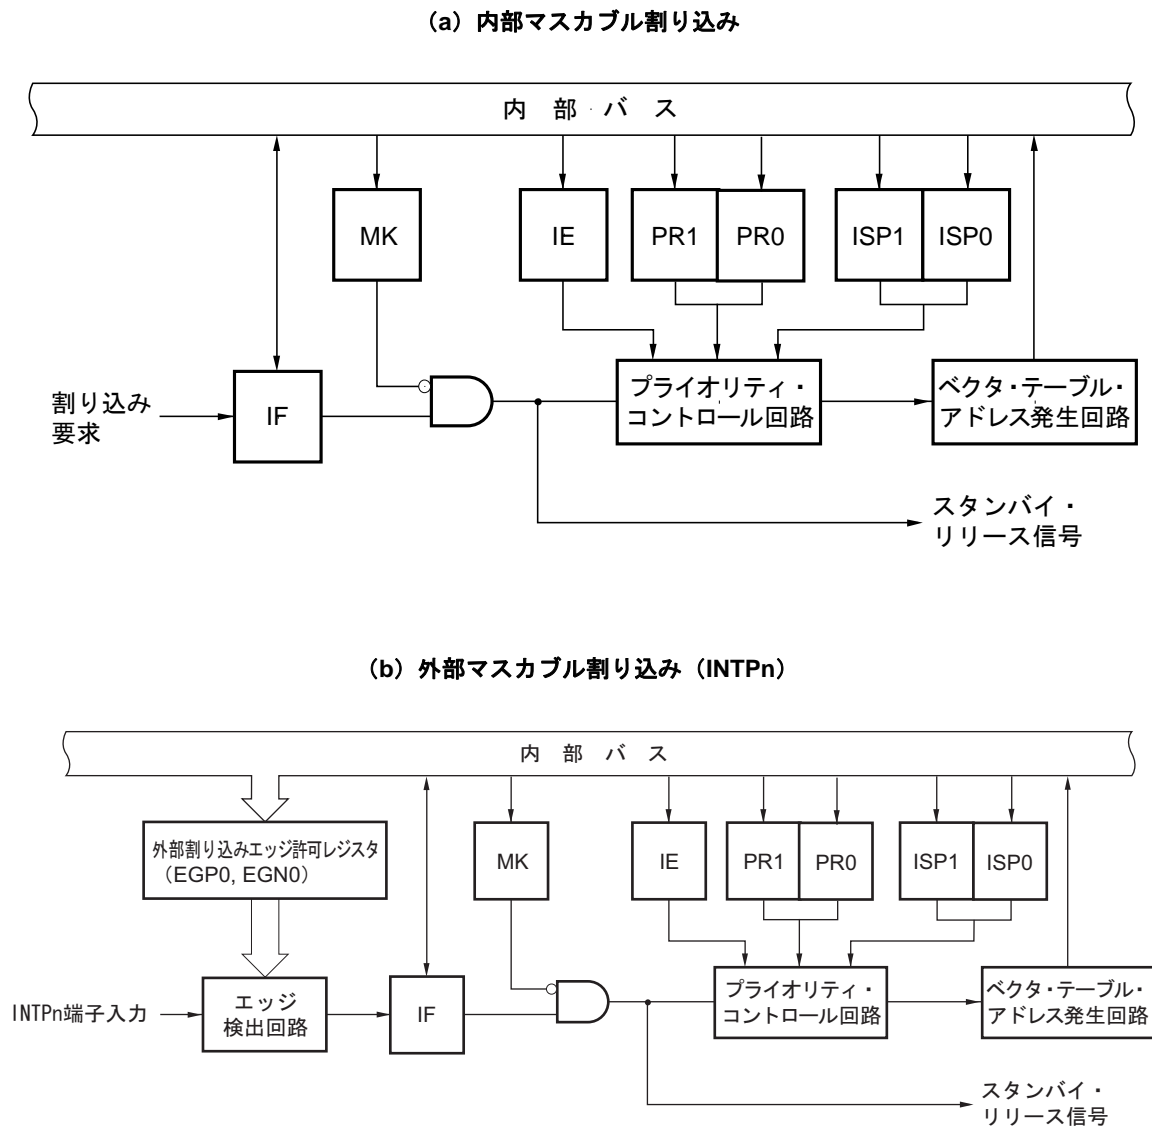 (a) 内部マスカブル割り込み
内 部 バ ス
MK
IE
PR1
PR0
ISP1
ISP0
割り込み
要求
IF
プライオリティ・
コントロール回路
ベクタ・テーブル・
アドレス発生回路
スタンバイ・
リリース信号
(b) 外部マスカブル割り込み（INTPn）
内 部 バ ス
外部割り込みエッジ許可レジスタ
（EGP0, EGN0）
MK
IE
PR1
PR0
ISP1
ISP0
INTPn端子入力
エッジ
検出回路
IF
プライオリティ・
コントロール回路
ベクタ・テーブル・
アドレス発生回路
スタンバイ・
リリース信号